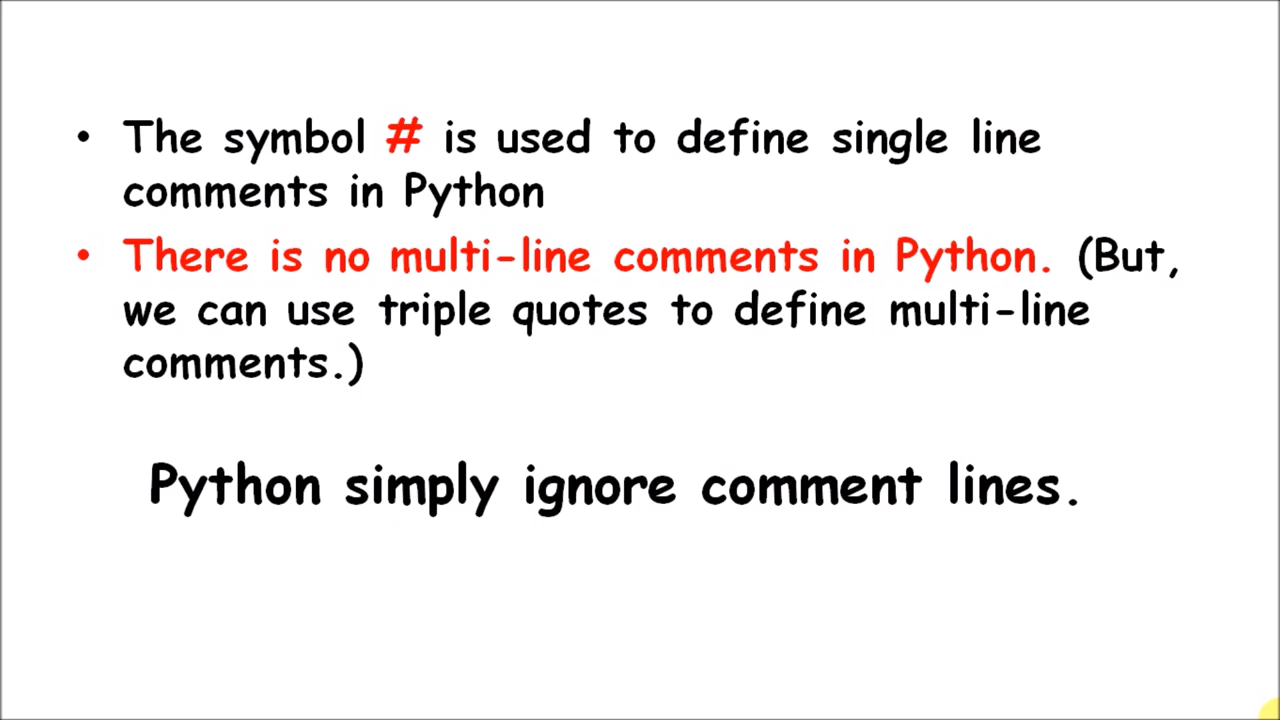 • The symbol # is used to define single line
comments in Python
• There is no multi-line comments in Python. (But,
we can use triple quotes to define multi-line
comments.)
Python simply ignore comment lines.